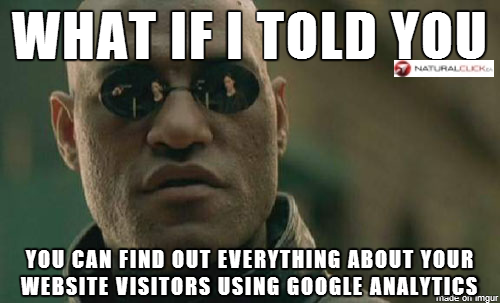 WHAT IF I TOLD YOU
NATURALCLICK
YOU CAN FIND OUT EVERYTHING ABOUT YOUR
WEBSITE VISITORS USING GOOGLE ANALYTICS
made on imgur